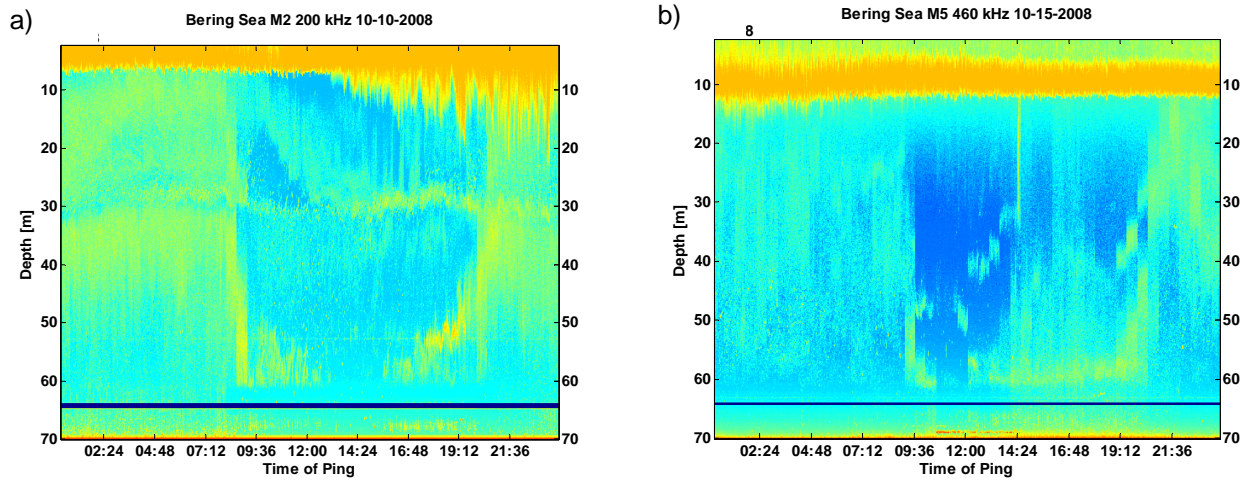 a)
Bering Sea M2 200 kHz 10-10-2008
10 10
20 20
30 30
40 40
50 50
60 60
70 70
Depth [m]
02:24 04:48 07:12 09:36 12:00 14:24 16:48 19:12 21:36
Time of Ping
b)
Bering Sea M5 460 kHz 10-15-2008
8
10 10
20 20
30 30
40 40
50 50
60 60
70 70
Depth [m]
02:24 04:48 07:12 09:36 12:00 14:24 16:48 19:12 21:36
Time of Ping